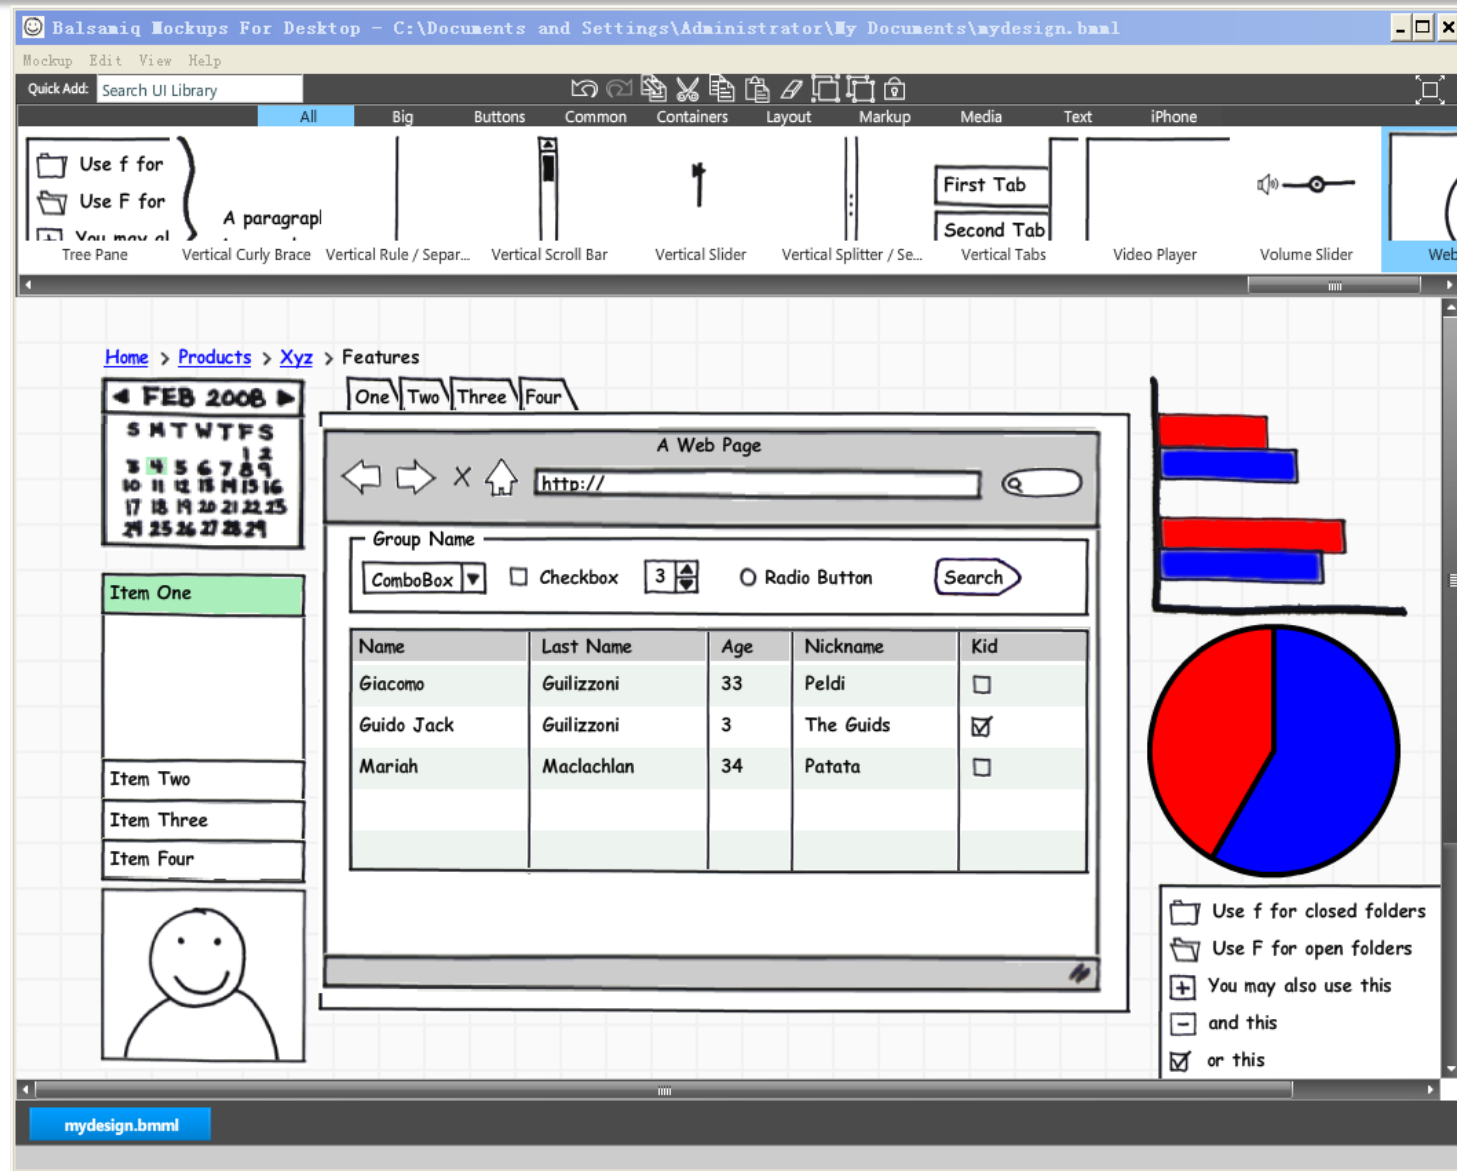 Balsamiq Mockups For Desktop - C:\Documents and Settings\Administrator\My Documents\mydesign.bmml
Mockup Edit View Help
Quick Add: Search UI Library
All Big Buttons Common Containers Layout Markup Media Text iPhone
Use f for
Use F for
You may al
A paragrap
First Tab
Second Tab
Tree Pane Vertical Curly Brace Vertical Rule / Separ... Vertical Scroll Bar Vertical Slider Vertical Splitter / Se... Vertical Tabs Video Player Volume Slider Web
Home > Products > Xyz > Features
FEB 2008
S M T W T F S
1 2
3 4 5 6 7 8 9
10 11 12 13 14 15 16
17 18 19 20 21 22 23
24 25 26 27 28 29
One Two Three Four
A Web Page
http://
Group Name
ComboBox Checkbox 3 Radio Button Search
Name Last Name Age Nickname Kid
Giacomo Guilizzoni 33 Peldi
Guido Jack Guilizzoni 3 The Guids
Mariah Maclachlan 34 Patata
Item One
Item Two
Item Three
Item Four
Use f for closed folders
Use F for open folders
You may also use this
and this
or this
mydesign.bmml